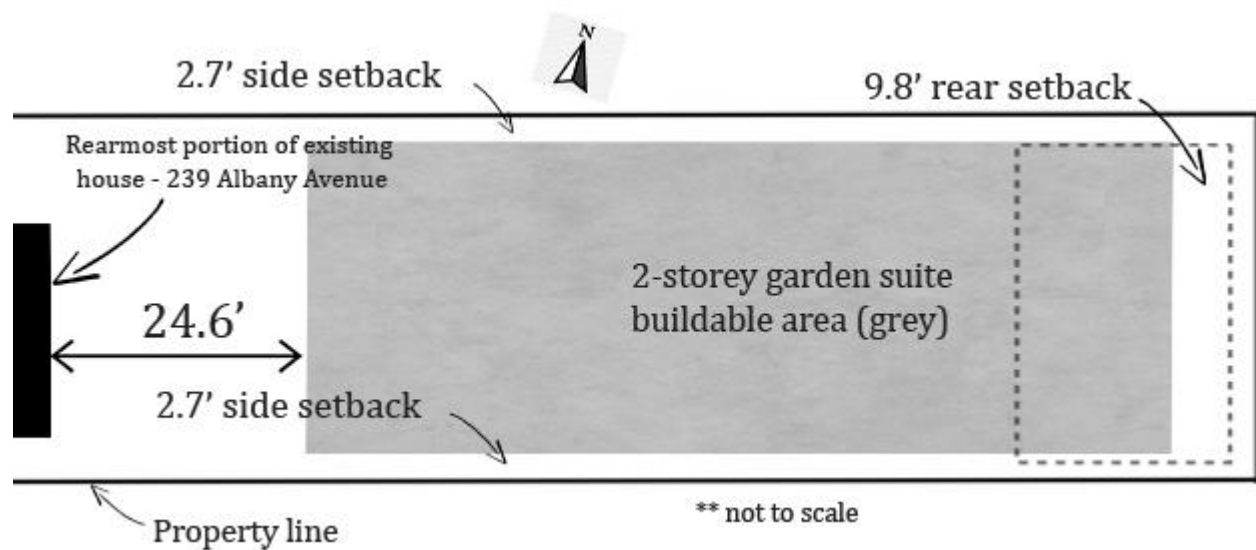 N
2.7’ side setback
9.8’ rear setback
Rearmost portion of existing
house - 239 Albany Avenue
2-storey garden suite
buildable area (grey)
24.6’
2.7’ side setback
** not to scale
Property line